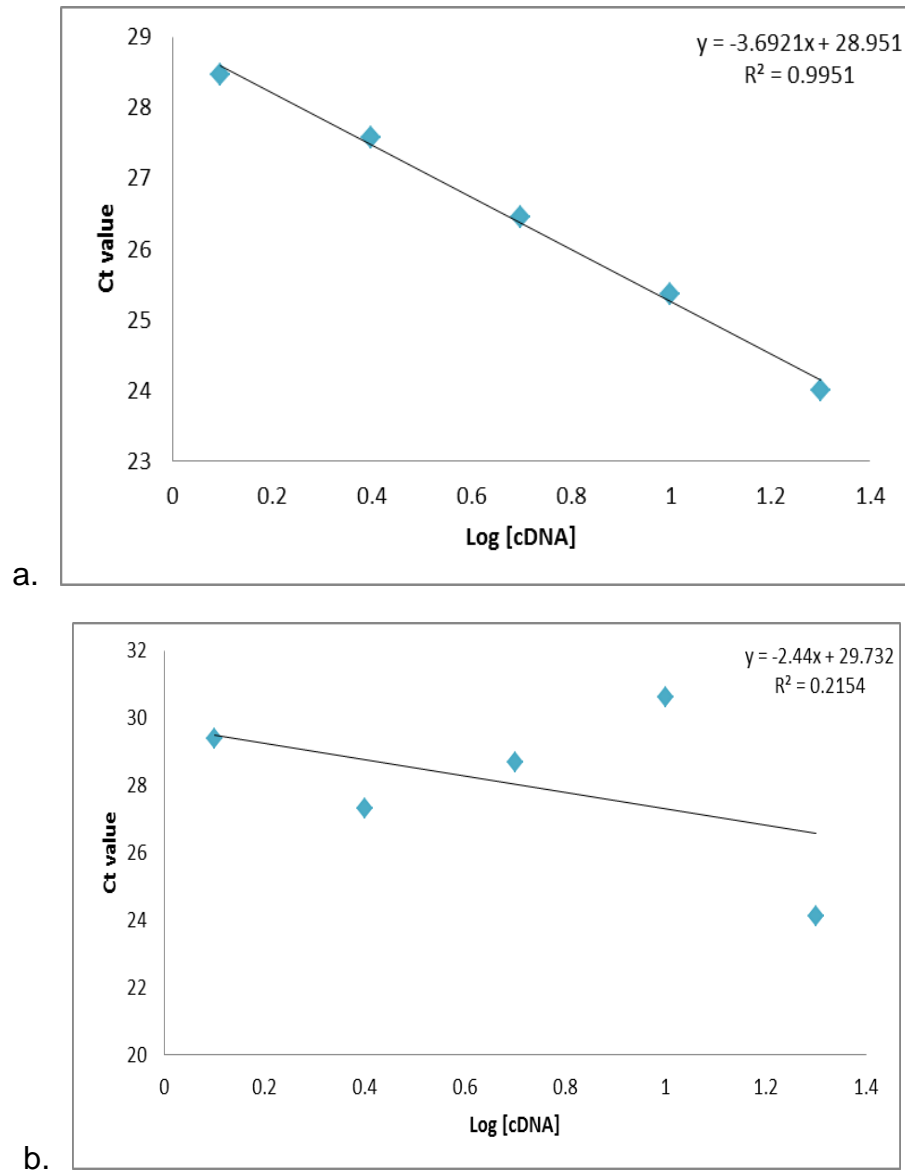 29
28
27
26
25
24
23
Ct value
y = -3.6921x + 28.951
R² = 0.9951
0 0.2 0.4 0.6 0.8 1 1.2 1.4
Log [cDNA]
a.
32
30
28
26
24
22
20
Ct value
y = -2.44x + 29.732
R² = 0.2154
0 0.2 0.4 0.6 0.8 1 1.2 1.4
Log [cDNA]
b.